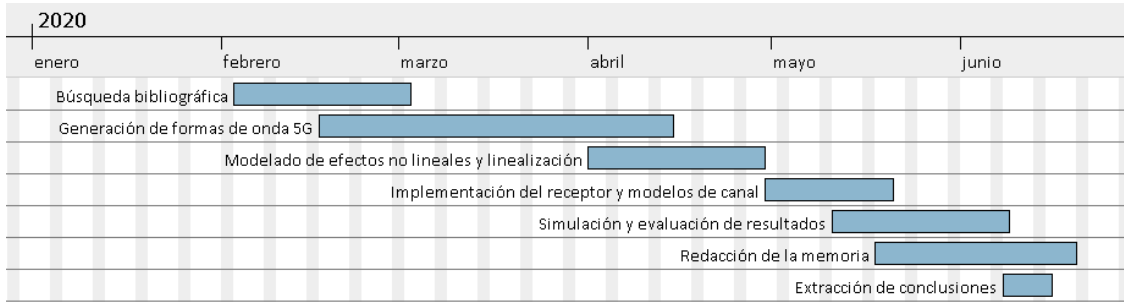 2020
enero febrero marzo abril mayo junio
Búsqueda bibliográfica
Generación de formas de onda 5G
Modelado de efectos no lineales y linealización
Implementación del receptor y modelos de canal
Simulación y evaluación de resultados
Redacción de la memoria
Extracción de conclusiones